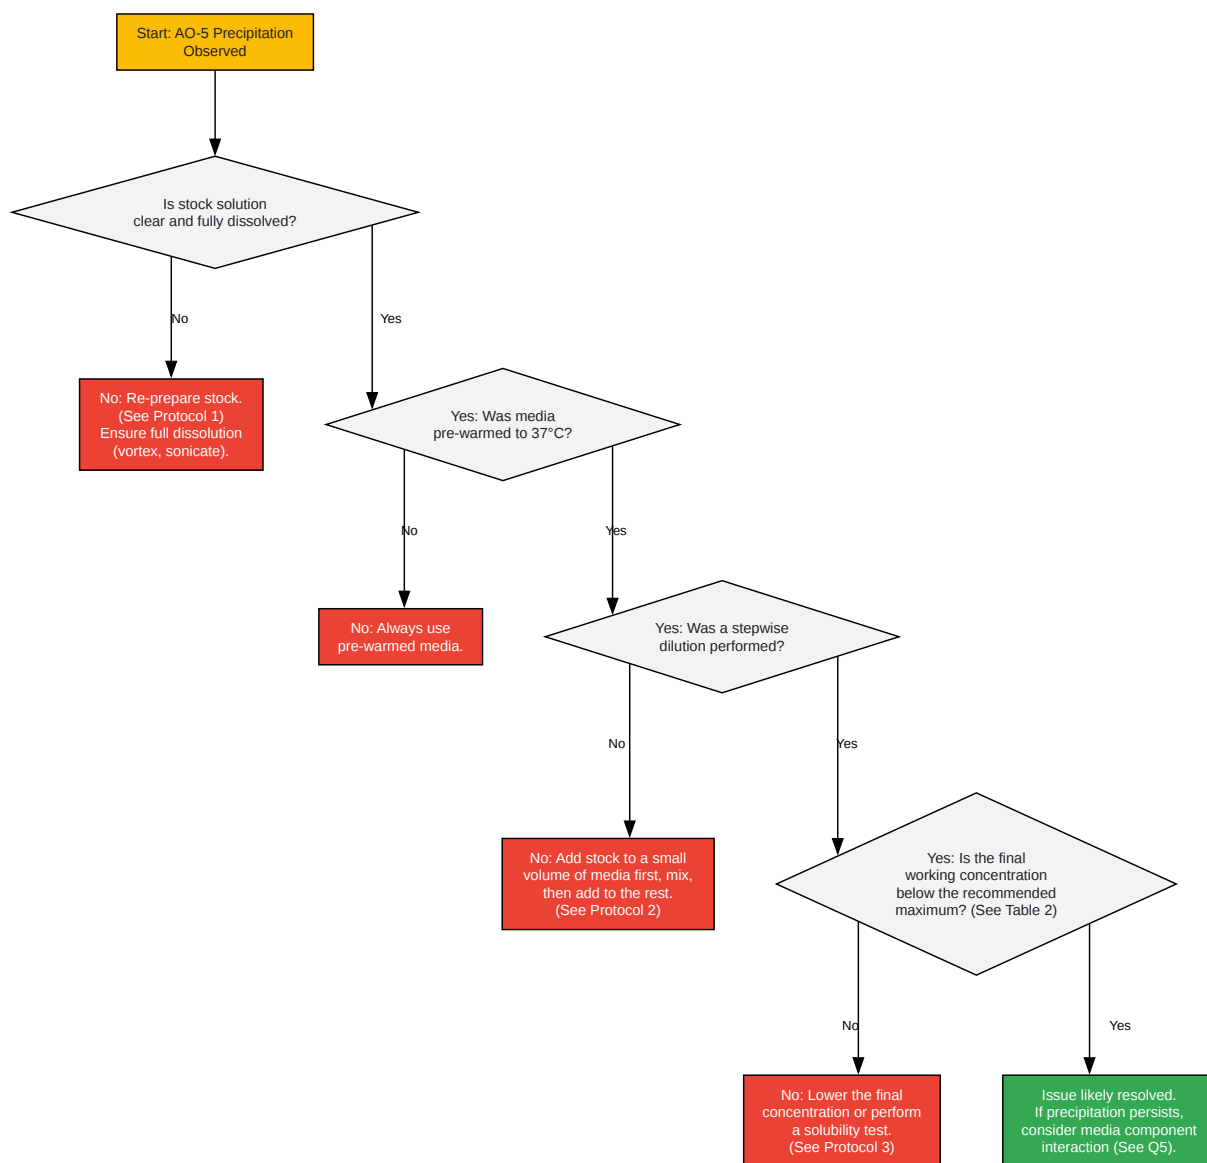 Start: AO-5 Precipitation
Observed
Is stock solution
clear and fully dissolved?
No
Yes
No: Re-prepare stock.
(See Protocol 1)
Ensure full dissolution
(vortex, sonicate).
Yes: Was media
pre-warmed to 37°C?
No
Yes
No: Always use
pre-warmed media.
Yes: Was a stepwise
dilution performed?
No
Yes
No: Add stock to a small
volume of media first, mix,
then add to the rest.
(See Protocol 2)
Yes: Is the final
working concentration
below the recommended
maximum? (See Table 2)
No
Yes
No: Lower the final
concentration or perform
a solubility test.
(See Protocol 3)
Issue likely resolved.
If precipitation persists,
consider media component
interaction (See Q5).